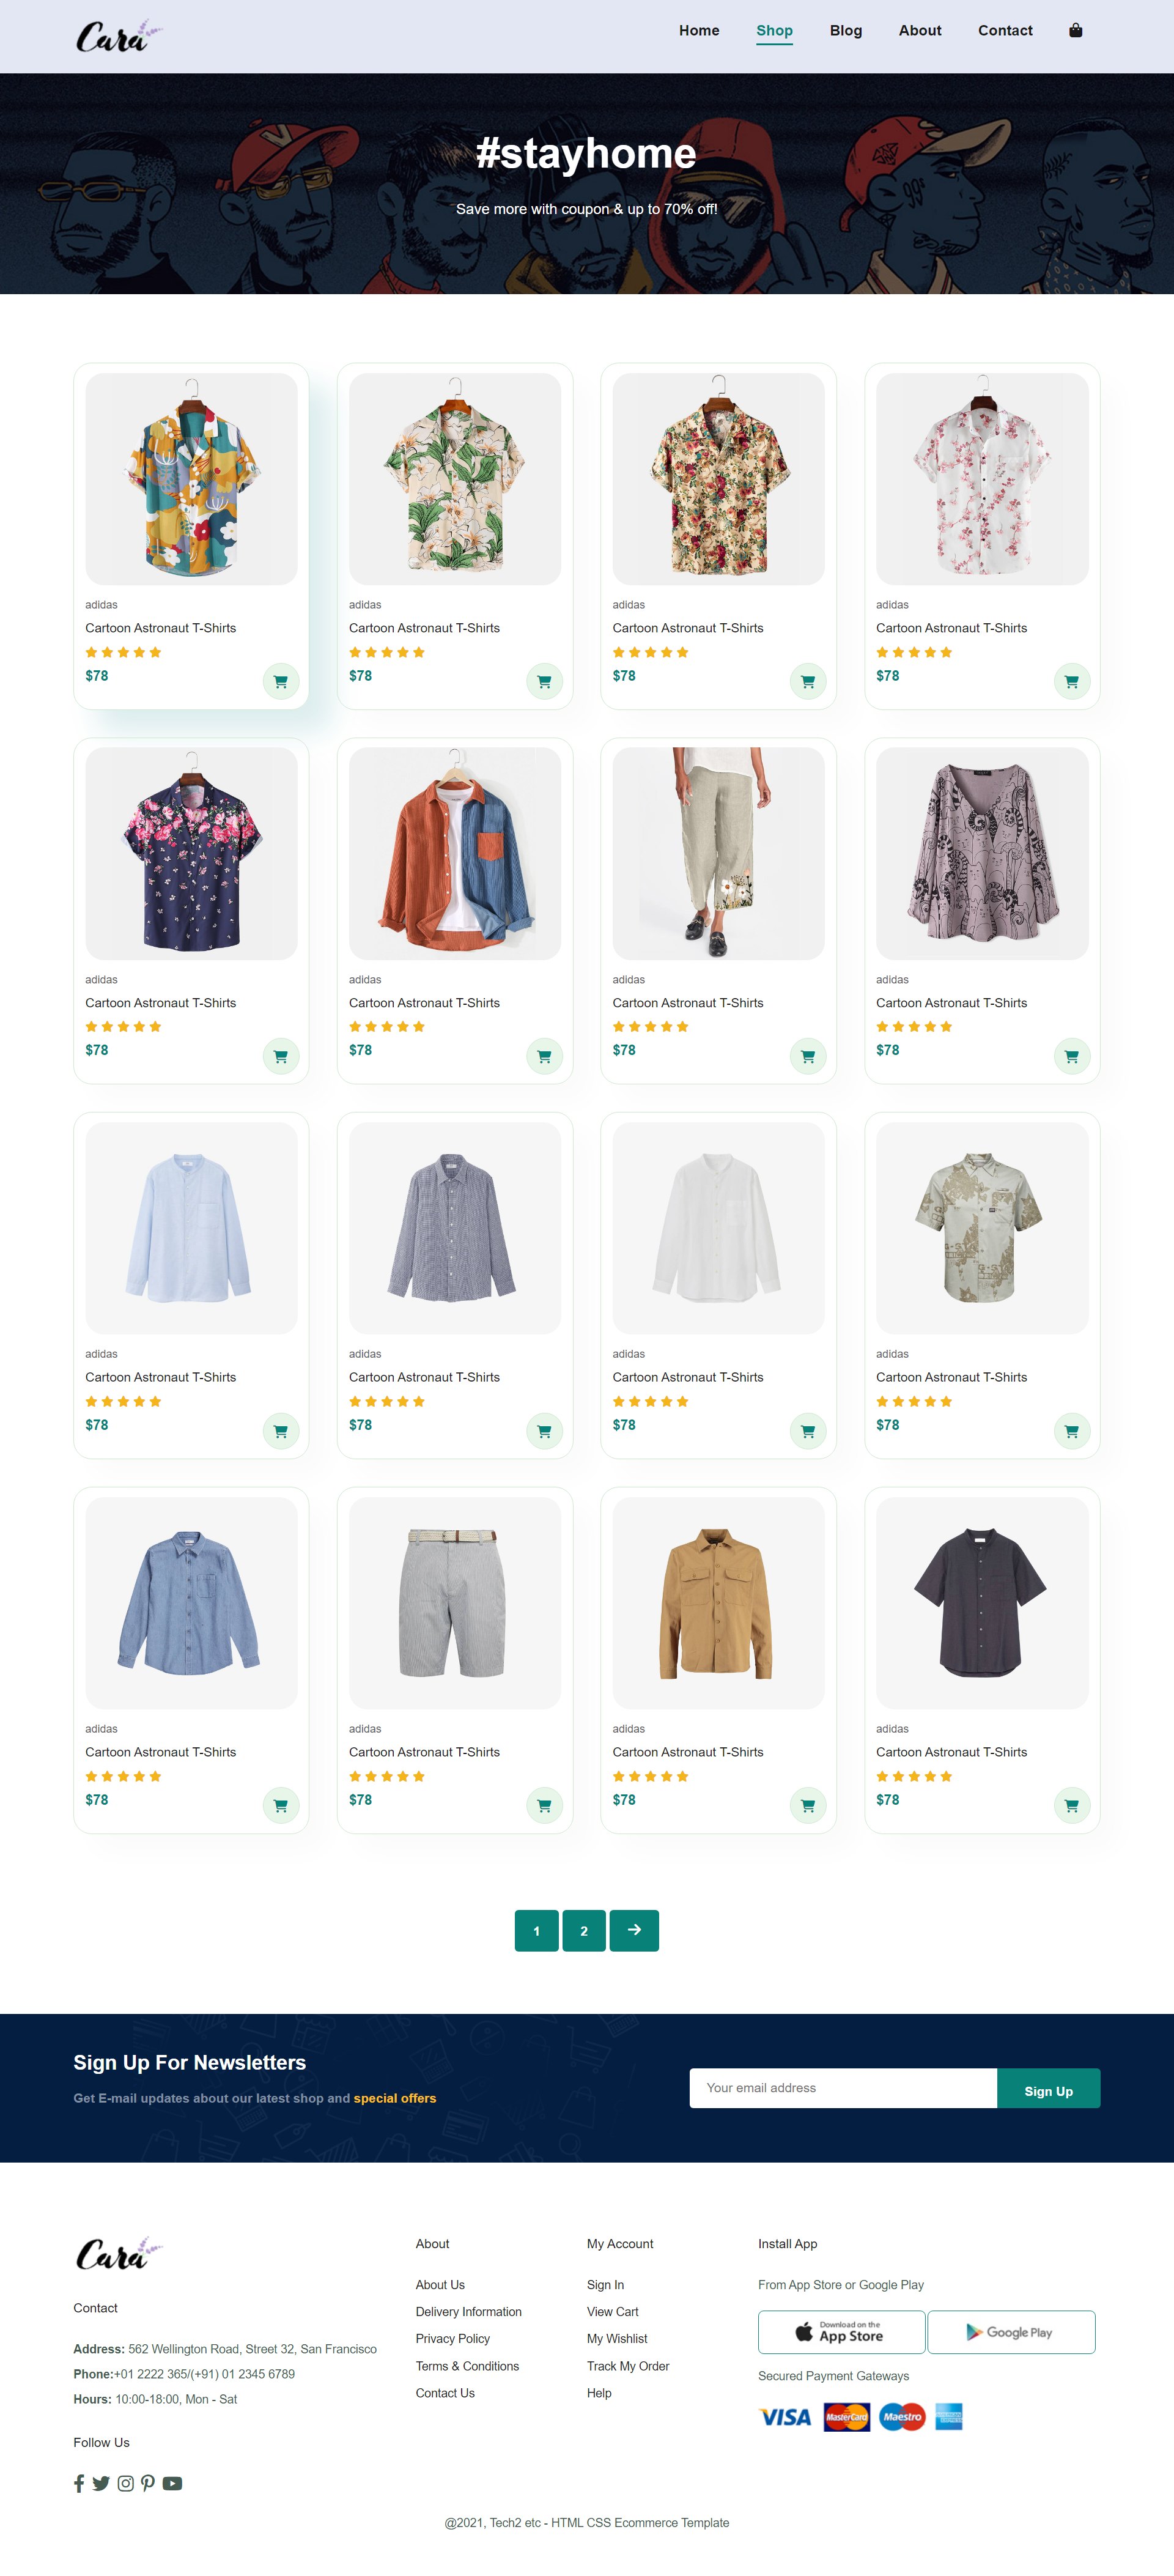 Cara
Home Shop Blog About Contact
#stayhome
Save more with coupon & up to 70% off!
adidas adidas adidas adidas
Cartoon Astronaut T-Shirts Cartoon Astronaut T-Shirts Cartoon Astronaut T-Shirts Cartoon Astronaut T-Shirts
$78 $78 $78 $78
adidas adidas adidas adidas
Cartoon Astronaut T-Shirts Cartoon Astronaut T-Shirts Cartoon Astronaut T-Shirts Cartoon Astronaut T-Shirts
$78 $78 $78 $78
adidas adidas adidas adidas
Cartoon Astronaut T-Shirts Cartoon Astronaut T-Shirts Cartoon Astronaut T-Shirts Cartoon Astronaut T-Shirts
$78 $78 $78 $78
adidas adidas adidas adidas
Cartoon Astronaut T-Shirts Cartoon Astronaut T-Shirts Cartoon Astronaut T-Shirts Cartoon Astronaut T-Shirts
$78 $78 $78 $78
1 2
Sign Up For Newsletters
Get E-mail updates about our latest shop and special offers
Your email address
Sign Up
Cara
Contact
Address: 562 Wellington Road, Street 32, San Francisco
Phone:+01 2222 365/(+91) 01 2345 6789
Hours: 10:00-18:00, Mon - Sat
Follow Us
About
About Us
Delivery Information
Privacy Policy
Terms & Conditions
Contact Us
My Account
Sign In
View Cart
My Wishlist
Track My Order
Help
Install App
From App Store or Google Play
Download on the
App Store
Google Play
Secured Payment Gateways
VISA MasterCard Maestro
@2021, Tech2 etc - HTML CSS Ecommerce Template